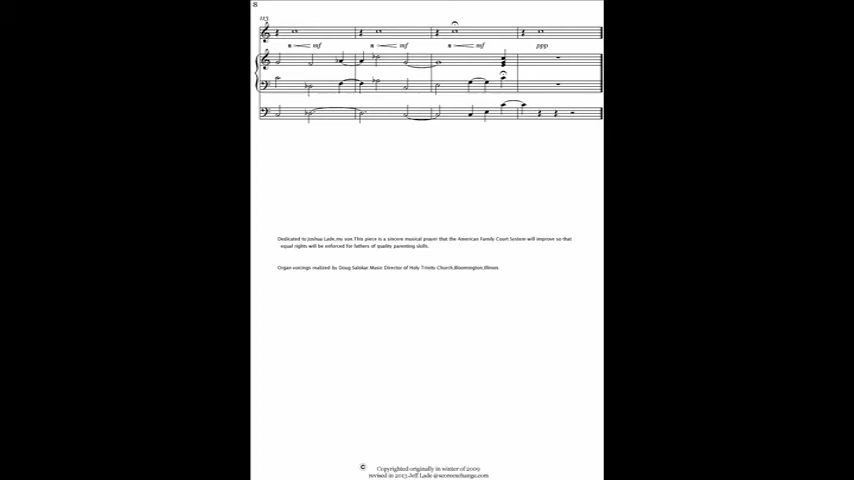 8
123
n mf n mf n mf ppp
Dedicated to Joshua Lade,my son.This piece is a sincere musical prayer that the American Family Court System will improve so that
equal rights will be enforced for fathers of quality parenting skills.
Organ voicings realized by Doug Salokar. Music Director of Holy Trinity Church,Bloomington,Illinois
© Copyrighted originally in winter of 2009
revised in 2013 Jeff Lade @scoreexchange.com